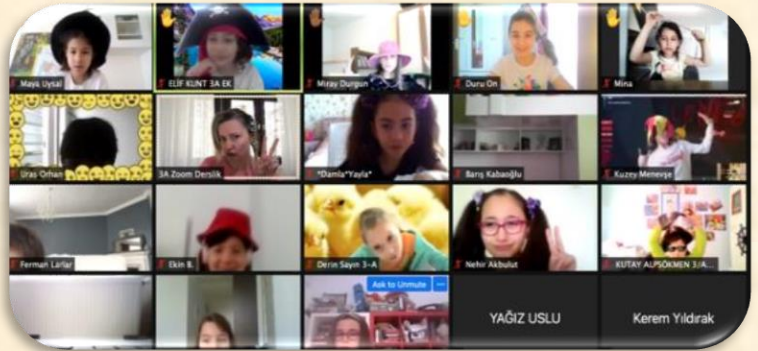 Maya Uysal
ELİF KUNT 3A EK
Miray Durgun
Duru Ön
Mina
Uras Orhan
3A Zoom Derslik
*Damla*Yayla*
Barış Kabaoğlu
Kuzey Menevşe
Ferman Larlar
Ekin B.
Derin Sayın 3-A
Nehir Akbulut
KUTAY ALPSÖKMEN 3/A...
Ask to Unmute
YAĞIZ USLU
Kerem Yıldırak